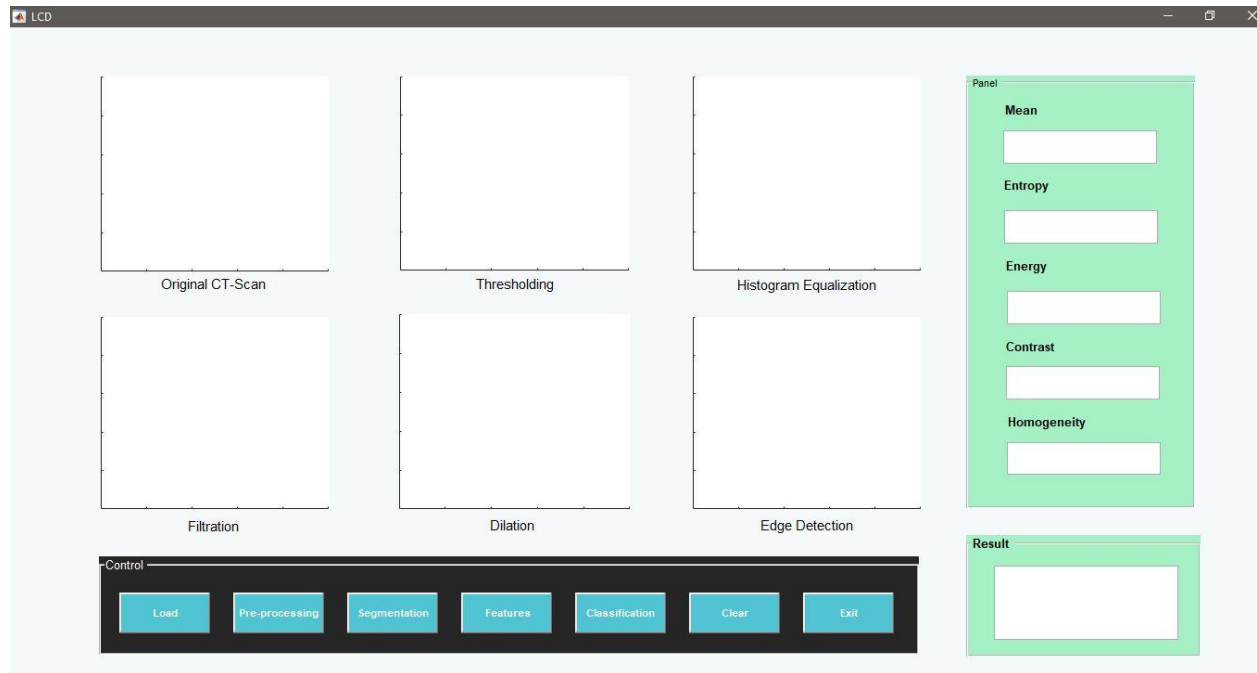 LCD
Original CT-Scan
Thresholding
Histogram Equalization
Filtration
Dilation
Edge Detection
Control
Load
Pre-processing
Segmentation
Features
Classification
Clear
Exit
Panel
Mean
Entropy
Energy
Contrast
Homogeneity
Result